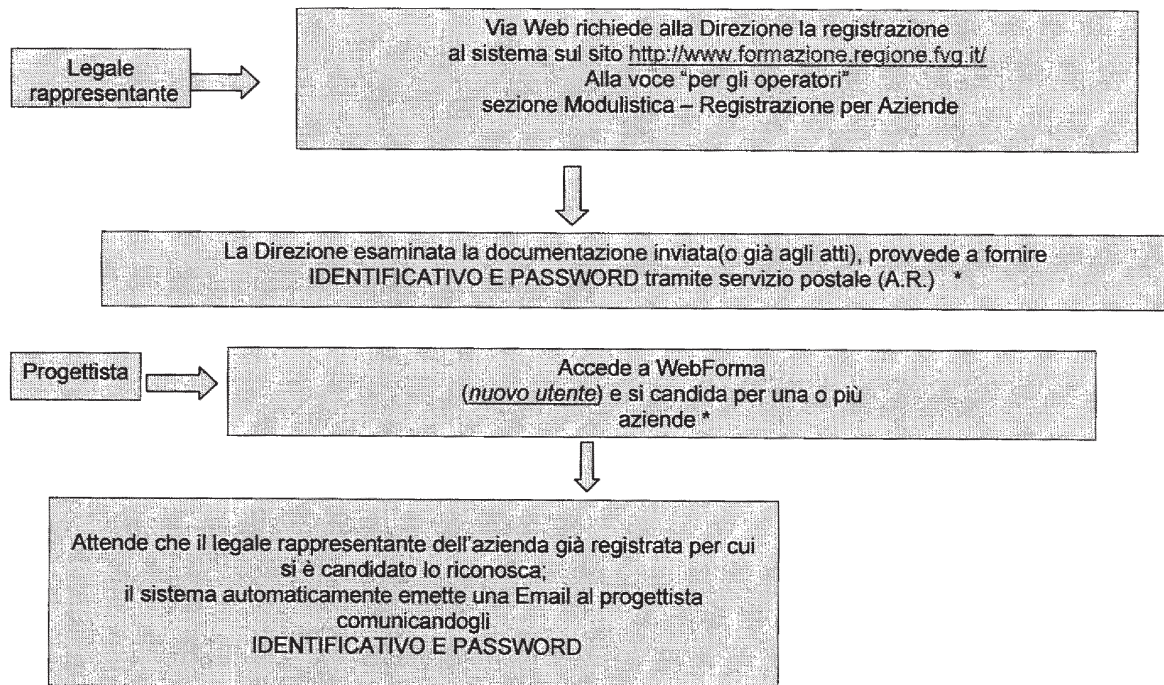 Legale
rappresentante
Via Web richiede alla Direzione la registrazione
al sistema sul sito http://www.formazione.regione.fvg.it/
Alla voce "per gli operatori"
sezione Modulistica – Registrazione per Aziende
La Direzione esaminata la documentazione inviata(o già agli atti), provvede a fornire
IDENTIFICATIVO E PASSWORD tramite servizio postale (A.R.) *
Progettista
Accede a WebForma
(nuovo utente) e si candida per una o più
aziende *
Attende che il legale rappresentante dell'azienda già registrata per cui
si è candidato lo riconosca;
il sistema automaticamente emette una Email al progettista
comunicandogli
IDENTIFICATIVO E PASSWORD